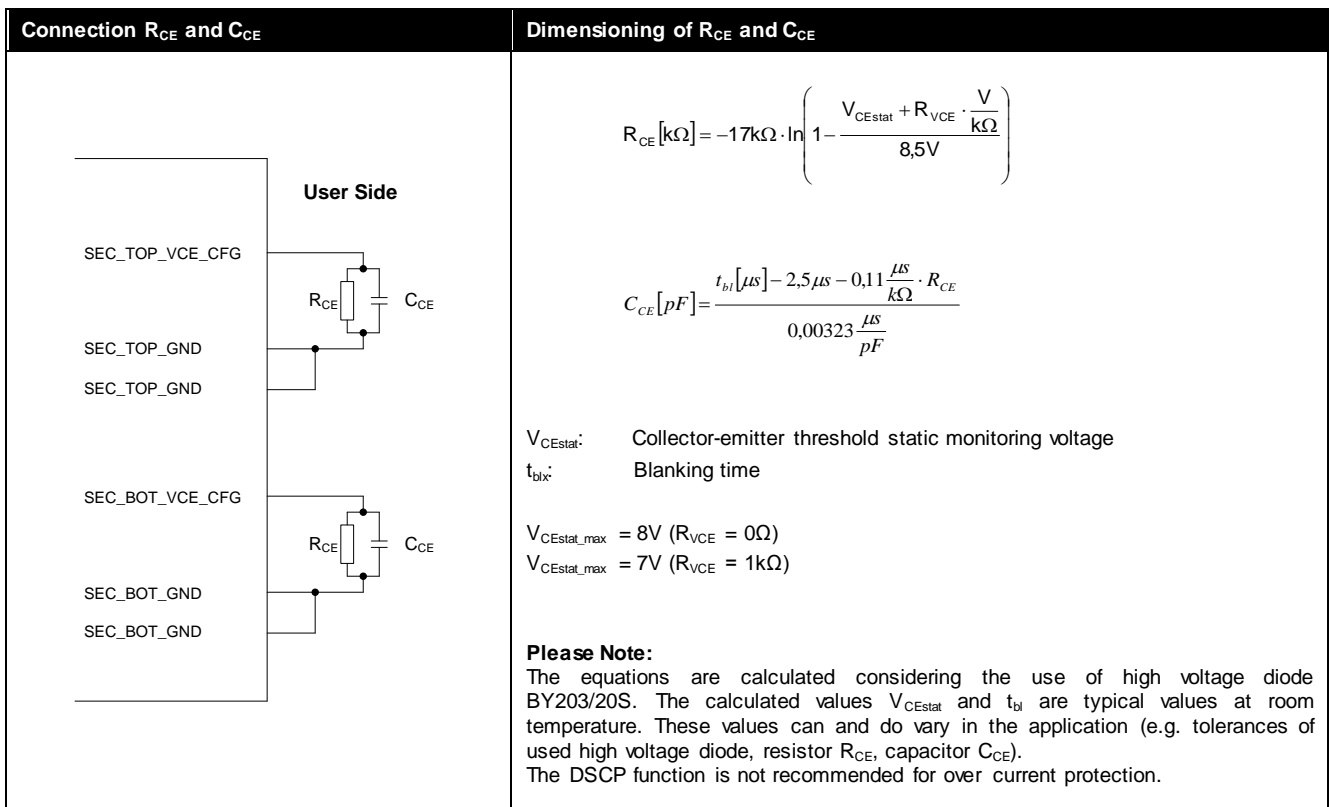 Connection R_CE and C_CE
Dimensioning of R_CE and C_CE
User Side
SEC_TOP_VCE_CFG
R_CE
C_CE
SEC_TOP_GND
SEC_TOP_GND
SEC_BOT_VCE_CFG
R_CE
C_CE
SEC_BOT_GND
SEC_BOT_GND
R_CE[kΩ] = −17kΩ · ln(1 − (V_CEstat + R_VCE · V/kΩ) / 8,5V)
C_CE[pF] = (t_bl[μs] − 2,5μs − 0,11 μs/kΩ · R_CE) / (0,00323 μs/pF)
V_CEstat: Collector-emitter threshold static monitoring voltage
t_blx: Blanking time
V_CEstat_max = 8V (R_VCE = 0Ω)
V_CEstat_max = 7V (R_VCE = 1kΩ)
Please Note:
The equations are calculated considering the use of high voltage diode
BY203/20S. The calculated values V_CEstat and t_bl are typical values at room
temperature. These values can and do vary in the application (e.g. tolerances of
used high voltage diode, resistor R_CE, capacitor C_CE).
The DSCP function is not recommended for over current protection.